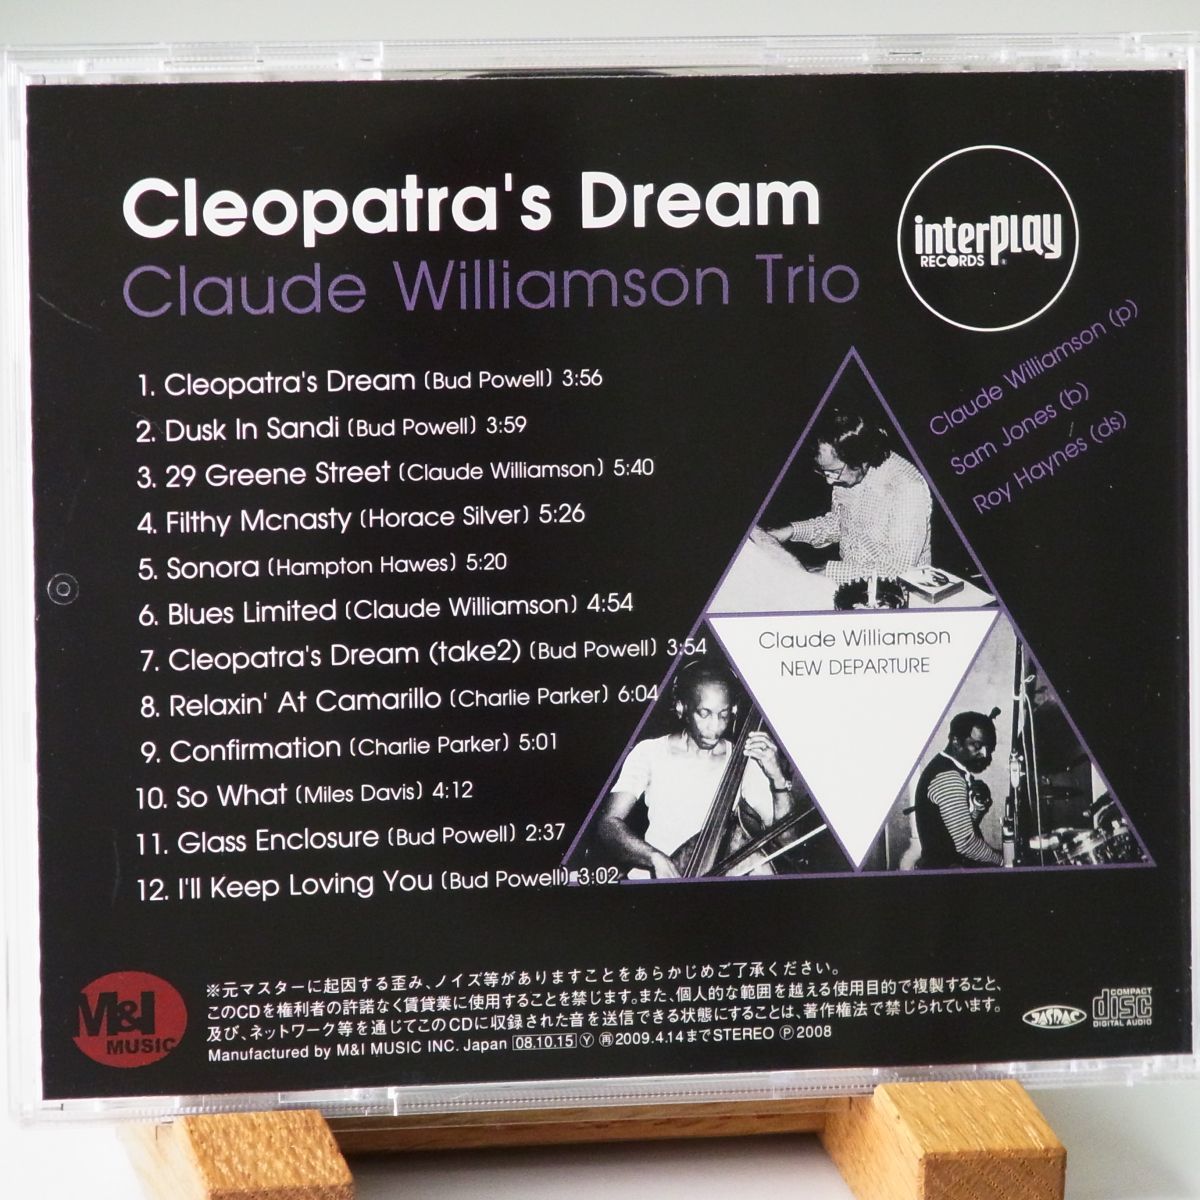 Cleopatra's Dream
Claude Williamson Trio
interplay
RECORDS
Claude Williamson (p)
Sam Jones (b)
Roy Haynes (ds)
1. Cleopatra's Dream (Bud Powell) 3:56
2. Dusk In Sandi (Bud Powell) 3:59
3. 29 Greene Street (Claude Williamson) 5:40
4. Filthy Mcnasty (Horace Silver) 5:26
5. Sonora (Hampton Hawes) 5:20
6. Blues Limited (Claude Williamson) 4:54
7. Cleopatra's Dream (take2) (Bud Powell) 3:54
8. Relaxin' At Camarillo (Charlie Parker) 6:04
9. Confirmation (Charlie Parker) 5:01
10. So What (Miles Davis) 4:12
11. Glass Enclosure (Bud Powell) 2:37
12. I'll Keep Loving You (Bud Powell) 3:02
Claude Williamson
NEW DEPARTURE
M&I
MUSIC
※元マスターに起因する歪み、ノイズ等がありますことをあらかじめご了承ください。
このCDを権利者の許諾なく賃貸業に使用することを禁じます。また、個人的な範囲を越える使用目的で複製すること、
及び、ネットワーク等を通じてこのCDに収録された音を送信できる状態にすることは、著作権法で禁じられています。
Manufactured by M&I MUSIC INC. Japan 08.10.15 Ⓨ ㊢2009.4.14まで STEREO Ⓟ 2008
JASRAC
COMPACT
disc
DIGITAL AUDIO